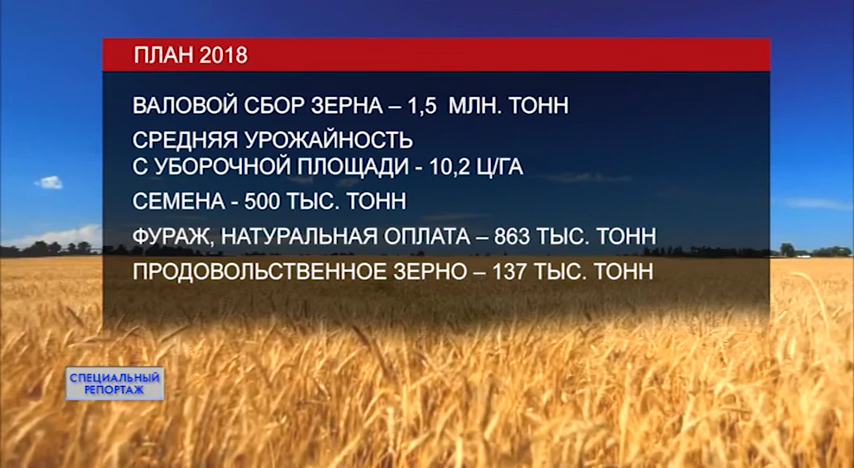 ПЛАН 2018
ВАЛОВОЙ СБОР ЗЕРНА – 1,5 МЛН. ТОНН
СРЕДНЯЯ УРОЖАЙНОСТЬ
С УБОРОЧНОЙ ПЛОЩАДИ - 10,2 Ц/ГА
СЕМЕНА - 500 ТЫС. ТОНН
ФУРАЖ, НАТУРАЛЬНАЯ ОПЛАТА – 863 ТЫС. ТОНН
ПРОДОВОЛЬСТВЕННОЕ ЗЕРНО – 137 ТЫС. ТОНН
СПЕЦИАЛЬНЫЙ
РЕПОРТАЖ